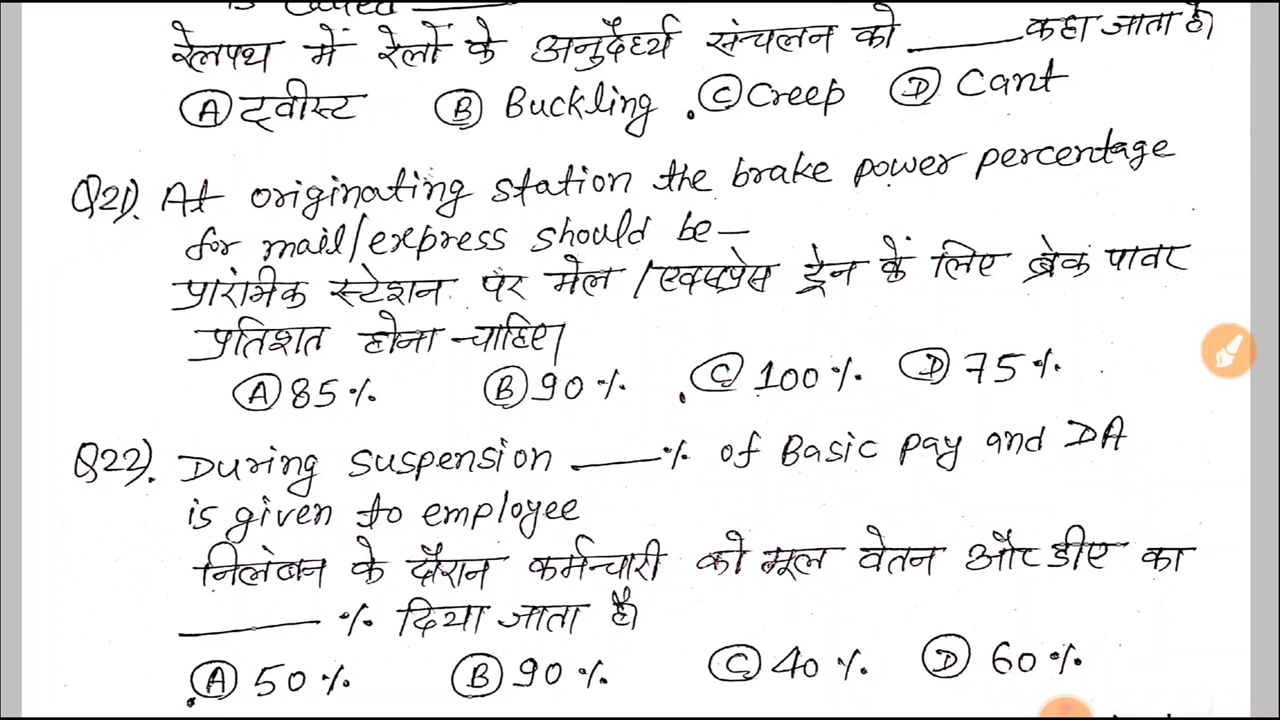 रेलपथ में रेलों के अनुदैर्ध्य संचलन को ____ कहा जाता है।
Ⓐ ट्वीस्ट Ⓑ Buckling .Ⓒ Creep Ⓓ Cant
Q21). At originating station the brake power percentage
for mail/express should be —
प्रारंभिक स्टेशन पर मेल /एक्सप्रेस ट्रेन के लिए ब्रेक पावर
प्रतिशत होना चाहिए।
Ⓐ 85 % Ⓑ 90 % .Ⓒ 100 % Ⓓ 75 %
Q22). During suspension ____ % of Basic pay and DA
is given to employee
निलंबन के दौरान कर्मचारी को मूल वेतन और डीए का
____ % दिया जाता है।
.Ⓐ 50 % Ⓑ 90 % Ⓒ 40 % Ⓓ 60 %